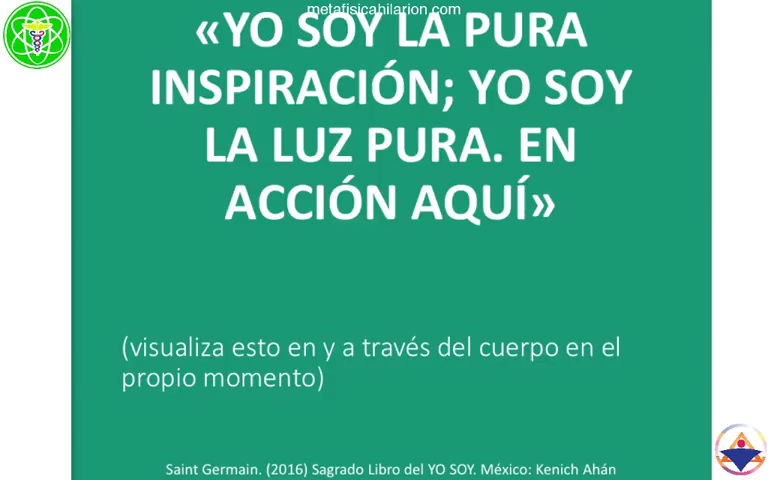 metafisicahilarion.com
«YO SOY LA PURA
INSPIRACIÓN; YO SOY
LA LUZ PURA. EN
ACCIÓN AQUÍ»
(visualiza esto en y a través del cuerpo en el
propio momento)
Saint Germain. (2016) Sagrado Libro del YO SOY. México: Kenich Ahán